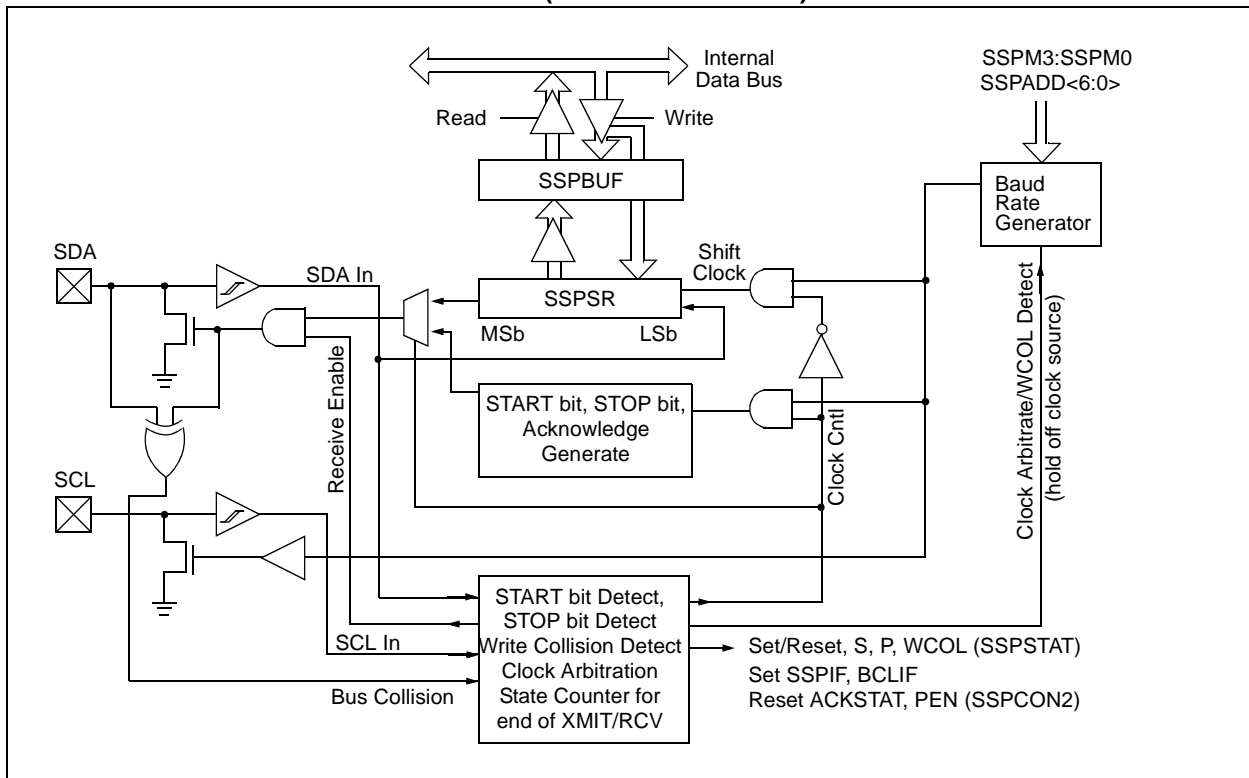 Internal
Data Bus
SSPM3:SSPM0
SSPADD<6:0>
Read
Write
SSPBUF
Baud
Rate
Generator
SDA
SDA In
Shift
Clock
SSPSR
MSb
LSb
START bit, STOP bit,
Acknowledge
Generate
Receive Enable
Clock Cntl
Clock Arbitrate/WCOL Detect
(hold off clock source)
SCL
SCL In
Bus Collision
START bit Detect,
STOP bit Detect
Write Collision Detect
Clock Arbitration
State Counter for
end of XMIT/RCV
Set/Reset, S, P, WCOL (SSPSTAT)
Set SSPIF, BCLIF
Reset ACKSTAT, PEN (SSPCON2)